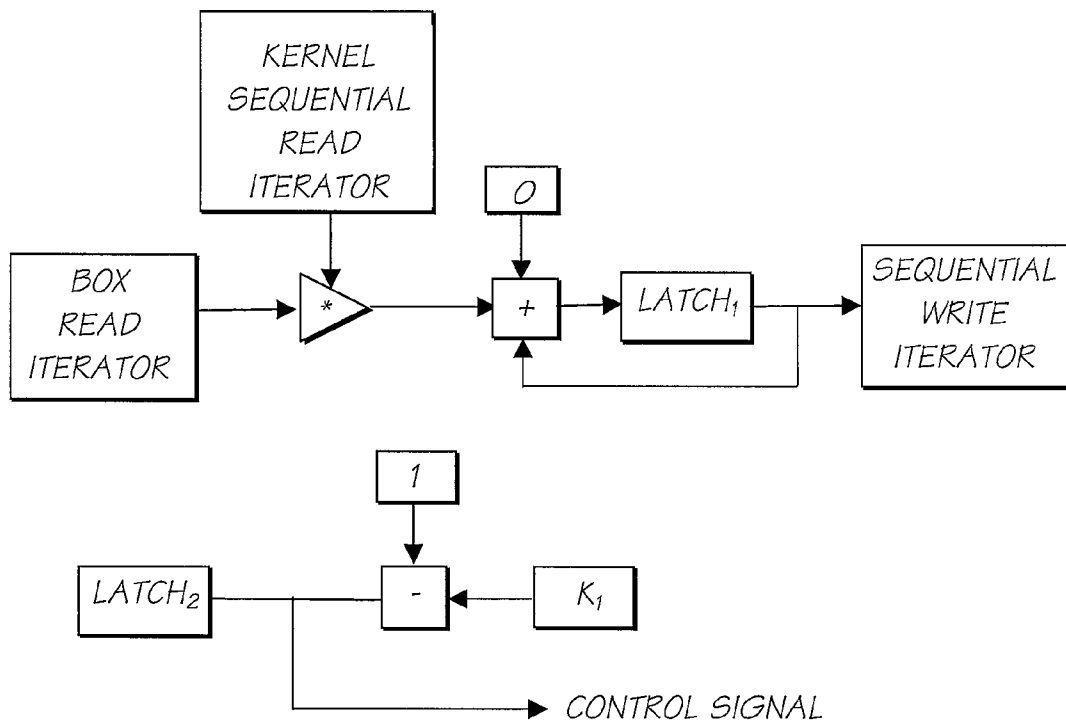 KERNEL
SEQUENTIAL
READ
ITERATOR
0
BOX
READ
ITERATOR
*
+
LATCH₁
SEQUENTIAL
WRITE
ITERATOR
1
LATCH₂
-
K₁
CONTROL SIGNAL